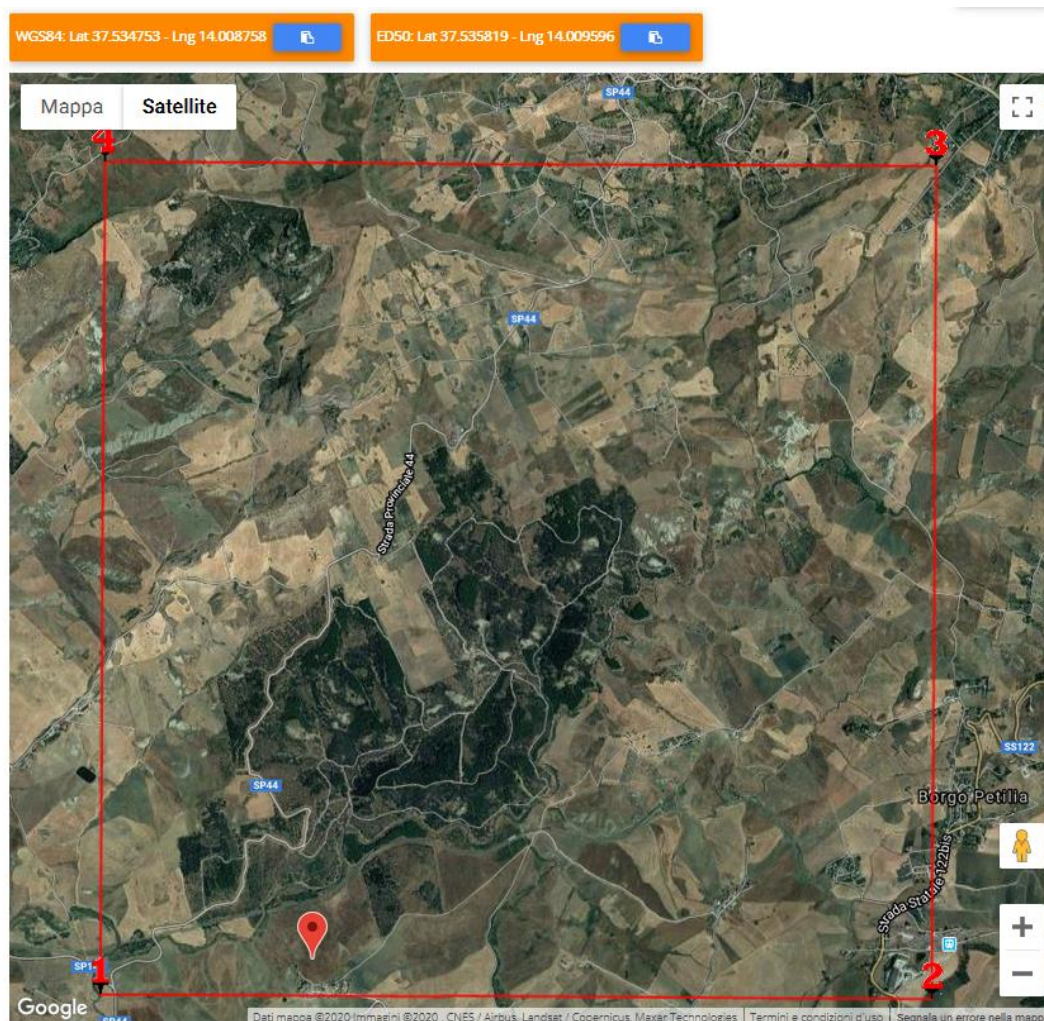 WGS84: Lat 37.534753 - Lng 14.008758
ED50: Lat 37.535819 - Lng 14.009596
Mappa
Satellite
SP44
4
3
SP44
Strada Provinciale 44
SS122
SP44
Borgo Petilia
Strada Statale 122bis
1
2
SP44
Google
Dati mappa ©2020 Immagini ©2020 , CNES / Airbus, Landsat / Copernicus, Maxar Technologies
Termini e condizioni d'uso
Segnala un errore nella mappa